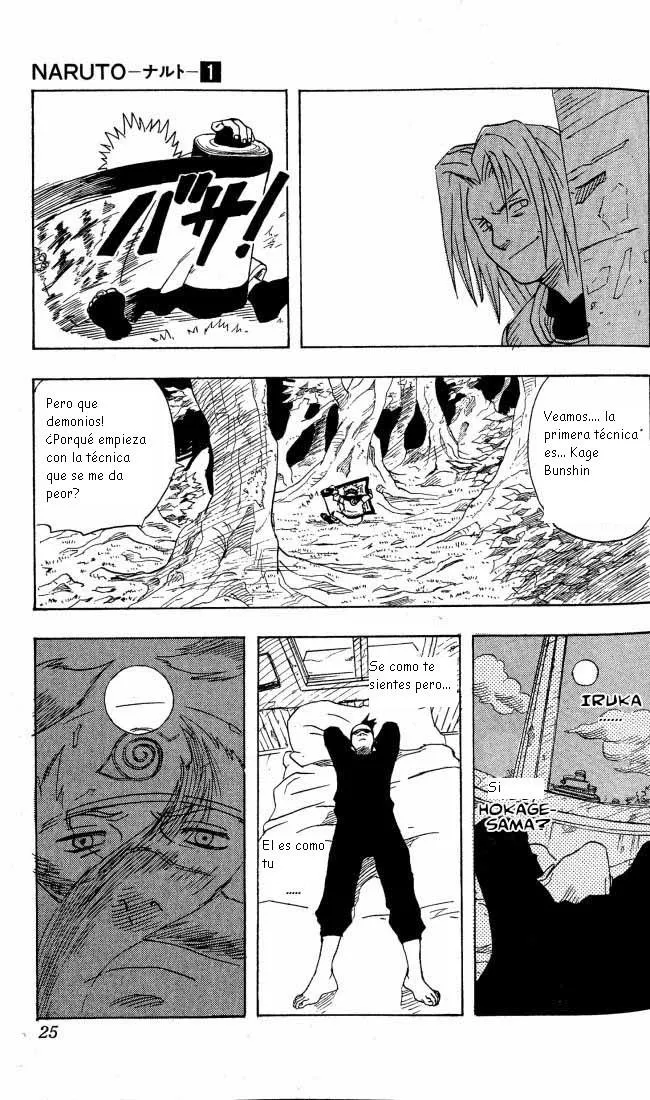 NARUTO—ナルト—1
バサ!
Veamos.... la
primera técnica
es... Kage
Bunshin
Pero que
demonios!
¿Porqué empieza
con la técnica
que se me da
peor?
IRUKA
......
Si
HOKAGE-
SAMA?
Se como te
sientes pero...
El es como
tu
.....
25